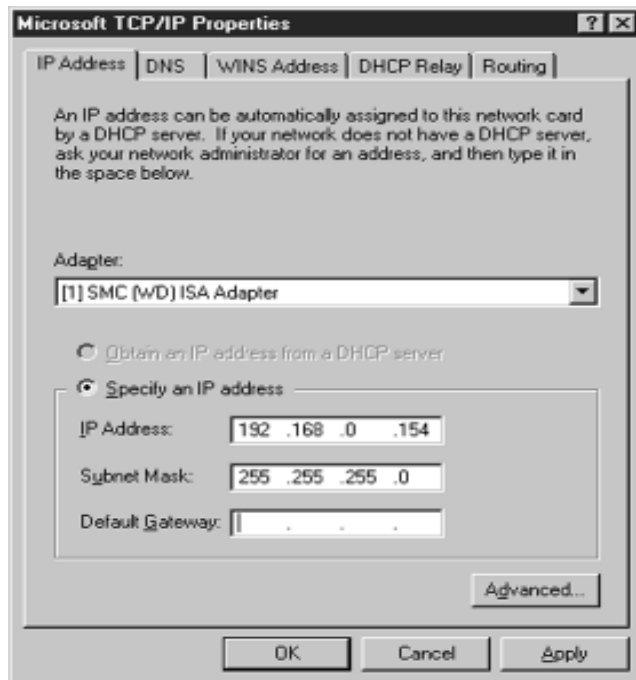 Microsoft TCP/IP Properties
IP Address DNS WINS Address DHCP Relay Routing
An IP address can be automatically assigned to this network card
by a DHCP server. If your network does not have a DHCP server,
ask your network administrator for an address, and then type it in
the space below.
Adapter:
[1] SMC (WD) ISA Adapter
Obtain an IP address from a DHCP server
Specify an IP address
IP Address: 192 .168 .0 .154
Subnet Mask: 255 .255 .255 .0
Default Gateway: . . .
Advanced...
OK Cancel Apply